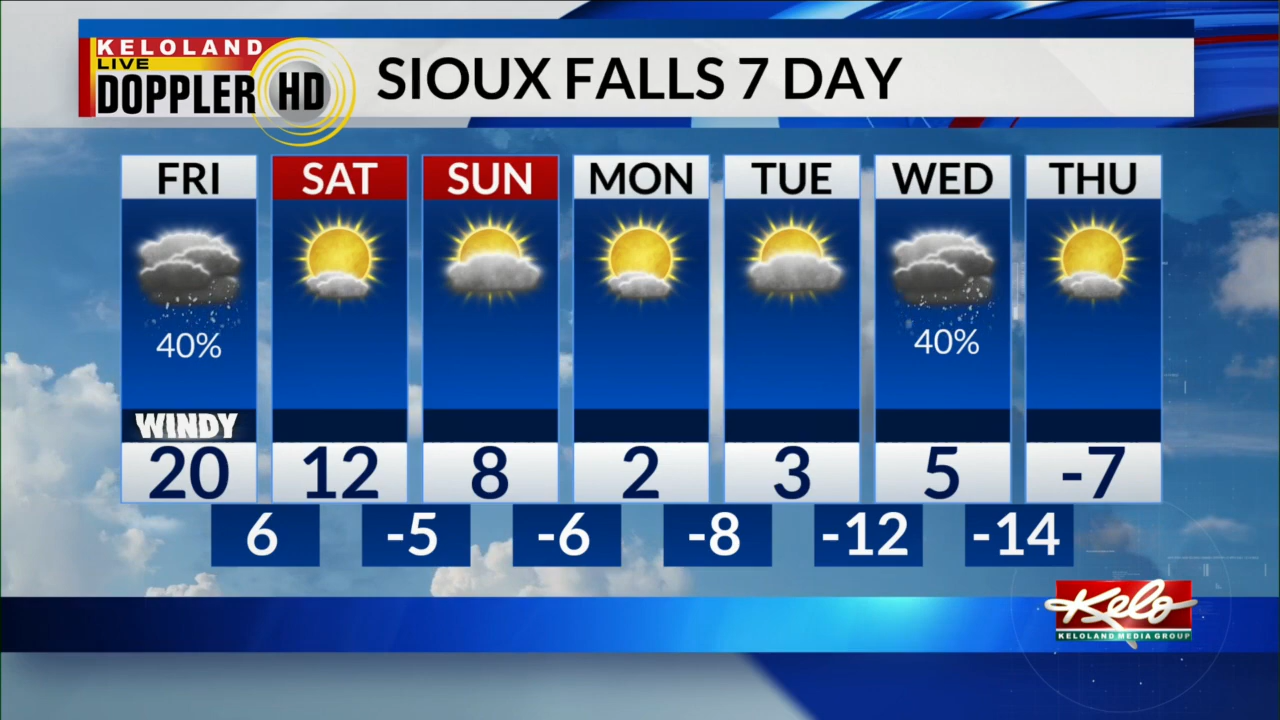 KELOLAND
LIVE
DOPPLER HD
SIOUX FALLS 7 DAY
FRI SAT SUN MON TUE WED THU
40% 40%
WINDY
20 12 8 2 3 5 -7
6 -5 -6 -8 -12 -14
Kelo
KELOLAND MEDIA GROUP